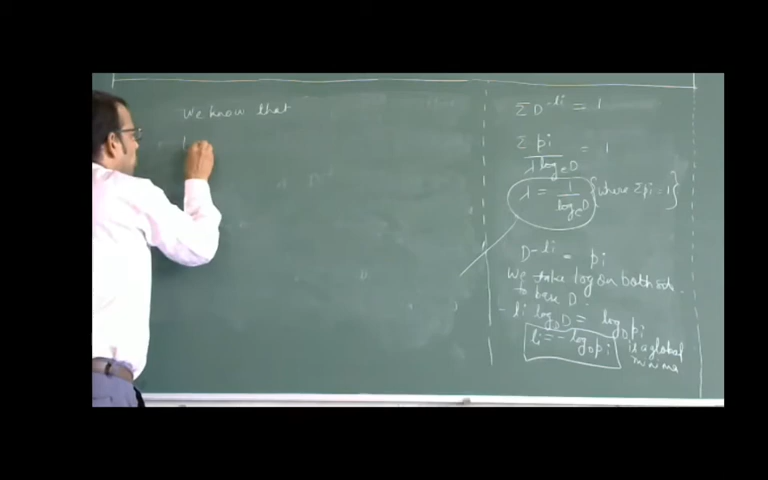 We know that
l
Σ D^-li = 1
Σ pi / λ log_e D = 1
λ = 1 / log_e D {where Σpi = 1}
D^-li = pi
We take log on both sides
to base D
- li log_D D = log_D pi
li = - log_D pi is a global
minima